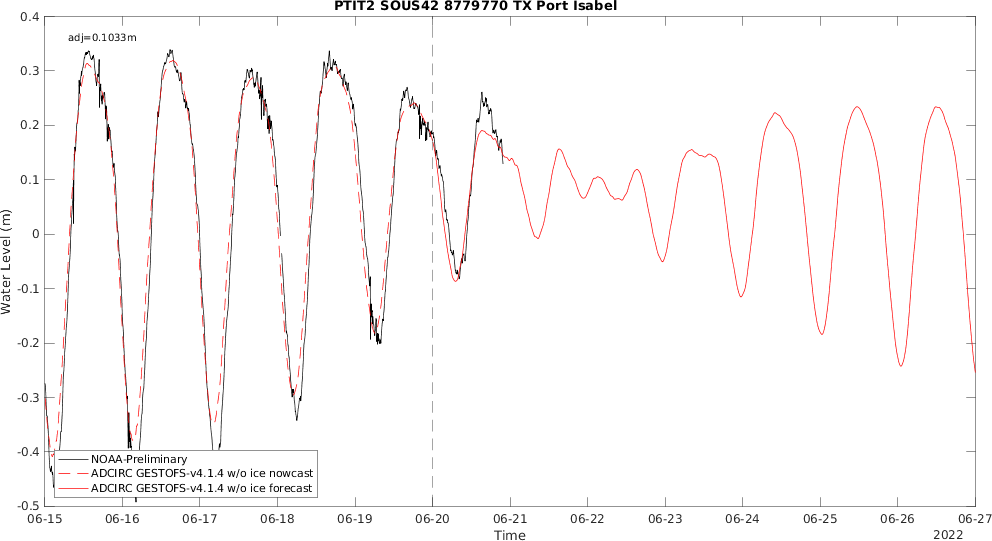 PTIT2 SOUS42 8779770 TX Port Isabel
adj=0.1033m
Water Level (m)
0.4
0.3
0.2
0.1
0
-0.1
-0.2
-0.3
-0.4
-0.5
NOAA-Preliminary
ADCIRC GESTOFS-v4.1.4 w/o ice nowcast
ADCIRC GESTOFS-v4.1.4 w/o ice forecast
06-15 06-16 06-17 06-18 06-19 06-20 06-21 06-22 06-23 06-24 06-25 06-26 06-27
Time
2022